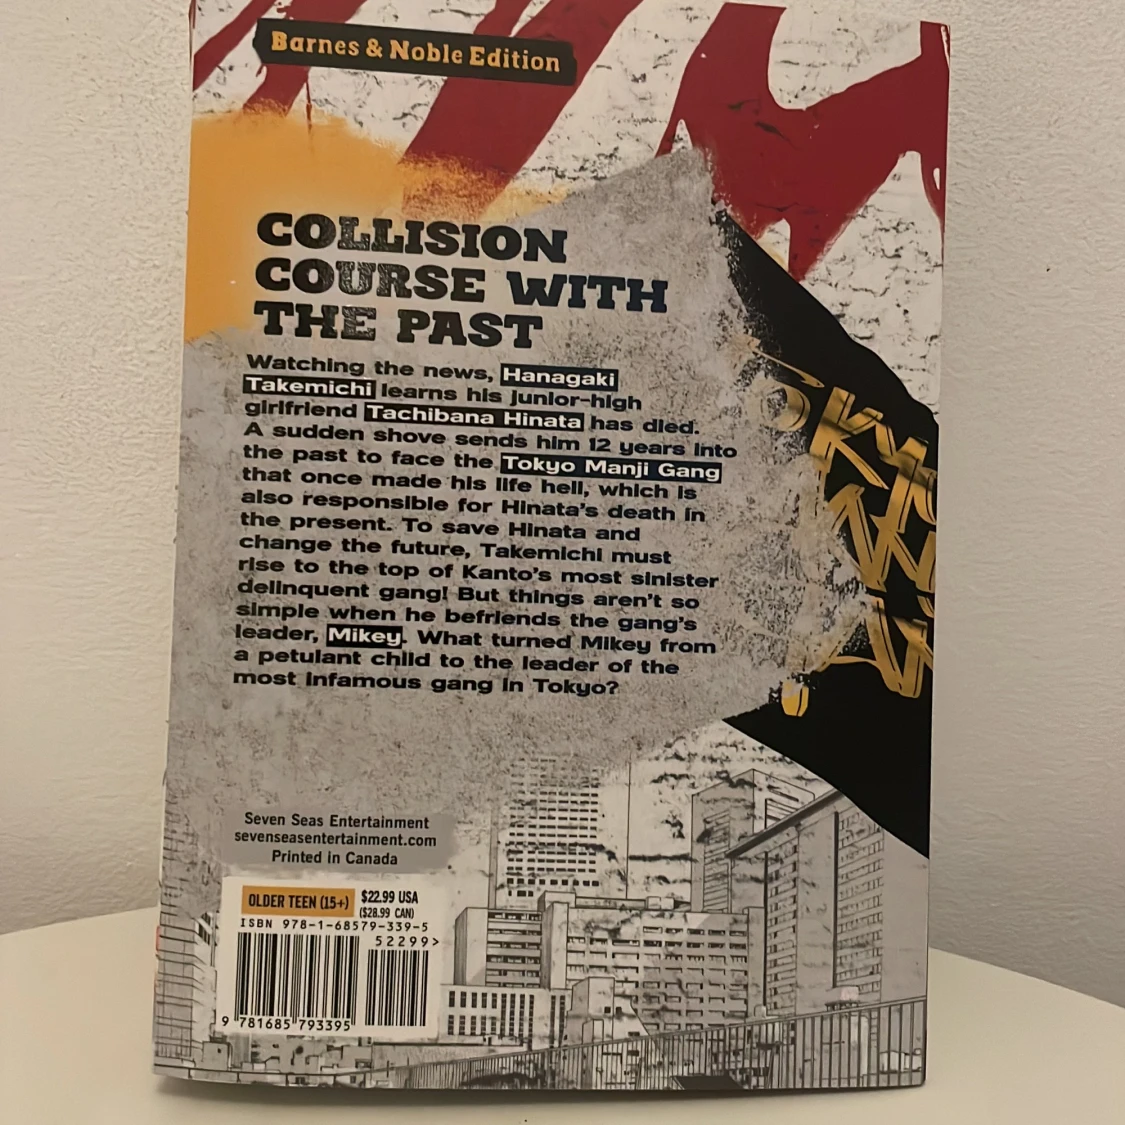 Barnes & Noble Edition
COLLISION
COURSE WITH
THE PAST
Watching the news, Hanagaki
Takemichi learns his junior-high
girlfriend Tachibana Hinata has died.
A sudden shove sends him 12 years into
the past to face the Tokyo Manji Gang
that once made his life hell, which is
also responsible for Hinata's death in
the present. To save Hinata and
change the future, Takemichi must
rise to the top of Kanto's most sinister
delinquent gang! But things aren't so
simple when he befriends the gang's
leader, Mikey. What turned Mikey from
a petulant child to the leader of the
most infamous gang in Tokyo?
Seven Seas Entertainment
sevenseasentertainment.com
Printed in Canada
OLDER TEEN (15+) $22.99 USA
($28.99 CAN)
ISBN 978-1-68579-339-5
52299>
9 781685 793395